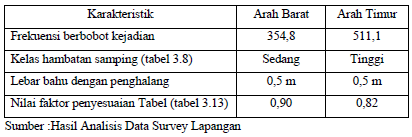 Karakteristik Arah Barat Arah Timur
Frekuensi berbobot kejadian 354,8 511,1
Kelas hambatan samping (tabel 3.8) Sedang Tinggi
Lebar bahu dengan penghalang 0,5 m 0,5 m
Nilai faktor penyesuaian Tabel (tabel 3.13) 0,90 0,82
Sumber :Hasil Analisis Data Survey Lapangan